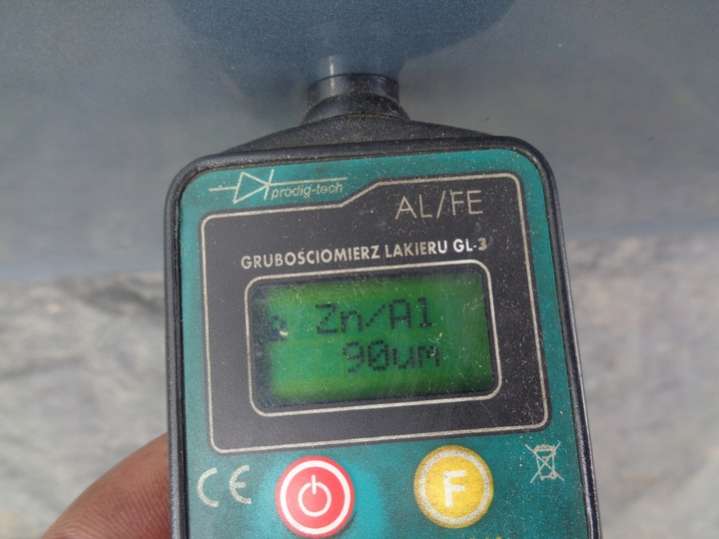 prodig-tech
AL/FE
GRUBOŚCIOMIERZ LAKIERU GL-3
Zn/Al
90um
CE
F